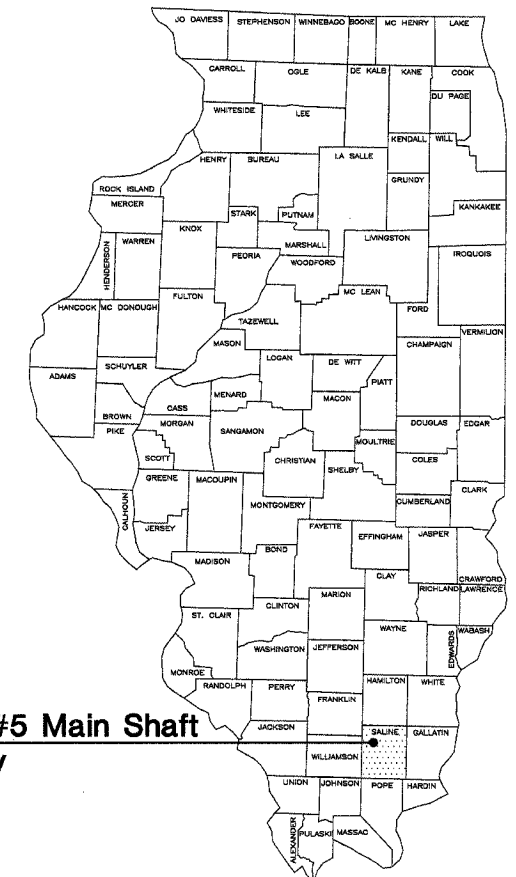 JO DAVIESS STEPHENSON WINNEBAGO BOONE MC HENRY LAKE
CARROLL OGLE DE KALB KANE COOK
DU PAGE
WHITESIDE LEE
KENDALL WILL
HENRY BUREAU LA SALLE
GRUNDY
ROCK ISLAND
MERCER
KANKAKEE
STARK PUTNAM
KNOX
HENDERSON WARREN MARSHALL LIVINGSTON IROQUOIS
PEORIA WOODFORD
MC LEAN
FULTON
HANCOCK MC DONOUGH FORD
TAZEWELL
VERMILION
MASON CHAMPAIGN
LOGAN
SCHUYLER DE WITT
ADAMS PIATT
MENARD MACON
CASS
BROWN MORGAN DOUGLAS EDGAR
PIKE SANGAMON MOULTRIE
SCOTT CHRISTIAN COLES
SHELBY
GREENE MACOUPIN CLARK
CUMBERLAND
CALHOUN MONTGOMERY
JERSEY FAYETTE EFFINGHAM JASPER
BOND
MADISON CLAY CRAWFORD
RICHLAND LAWRENCE
MARION
CLINTON
ST. CLAIR WAYNE EDWARDS WABASH
WASHINGTON JEFFERSON
MONROE HAMILTON WHITE
RANDOLPH PERRY
FRANKLIN
#5 Main Shaft
JACKSON SALINE GALLATIN
y
WILLIAMSON
UNION JOHNSON POPE HARDIN
ALEXANDER PULASKI MASSAC